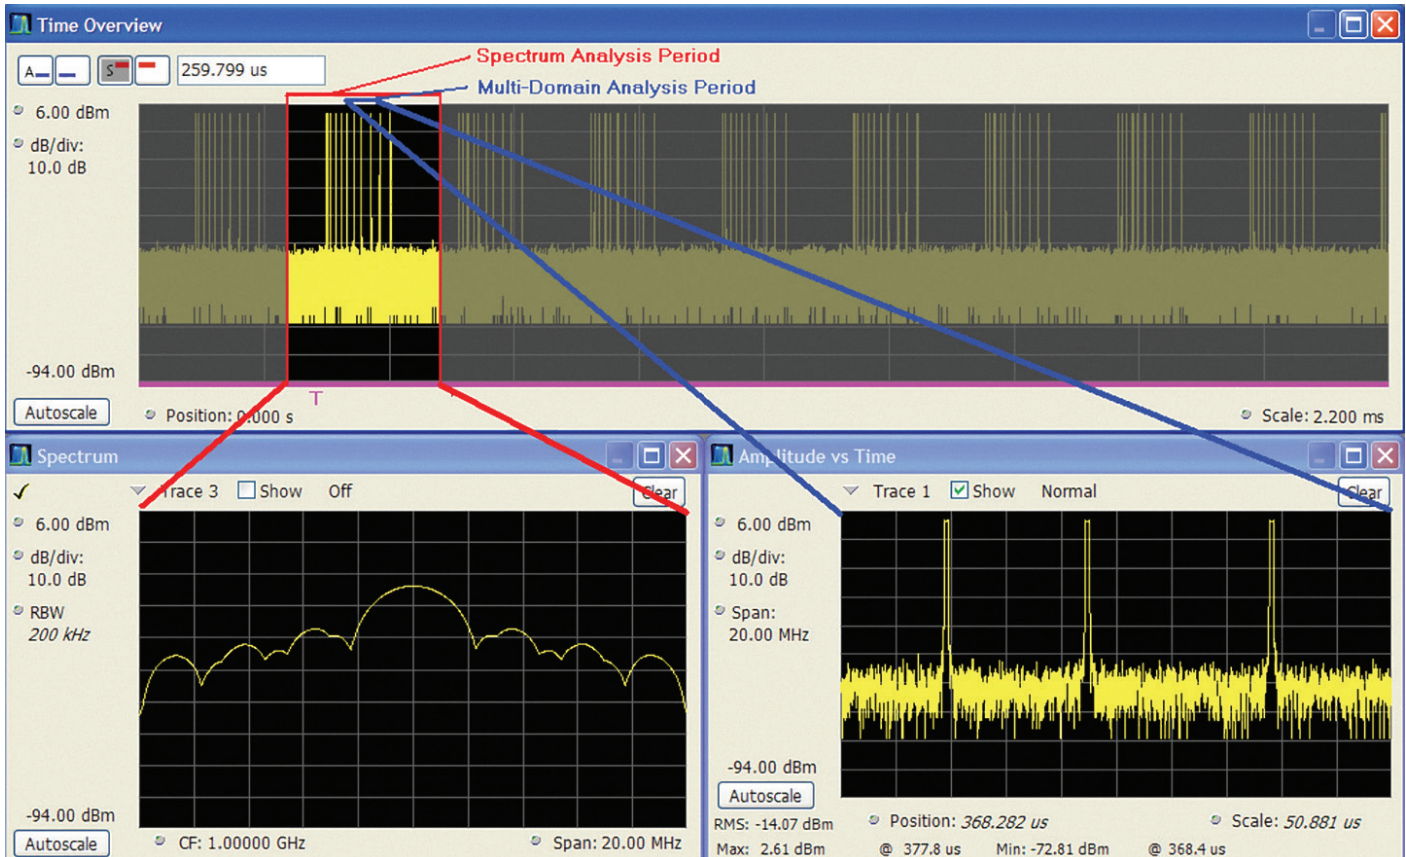 Time Overview
Spectrum Analysis Period
A
S
259.799 us
Multi-Domain Analysis Period
6.00 dBm
dB/div:
10.0 dB
-94.00 dBm
T
Autoscale
Position: 0.000 s
Scale: 2.200 ms
Spectrum
Trace 3
Show
Off
Clear
6.00 dBm
dB/div:
10.0 dB
RBW
200 kHz
-94.00 dBm
Autoscale
CF: 1.00000 GHz
Span: 20.00 MHz
Amplitude vs Time
Trace 1
Show
Normal
Clear
6.00 dBm
dB/div:
10.0 dB
Span:
20.00 MHz
-94.00 dBm
Autoscale
Position: 368.282 us
Scale: 50.881 us
RMS: -14.07 dBm
Max: 2.61 dBm
@ 377.8 us
Min: -72.81 dBm
@ 368.4 us